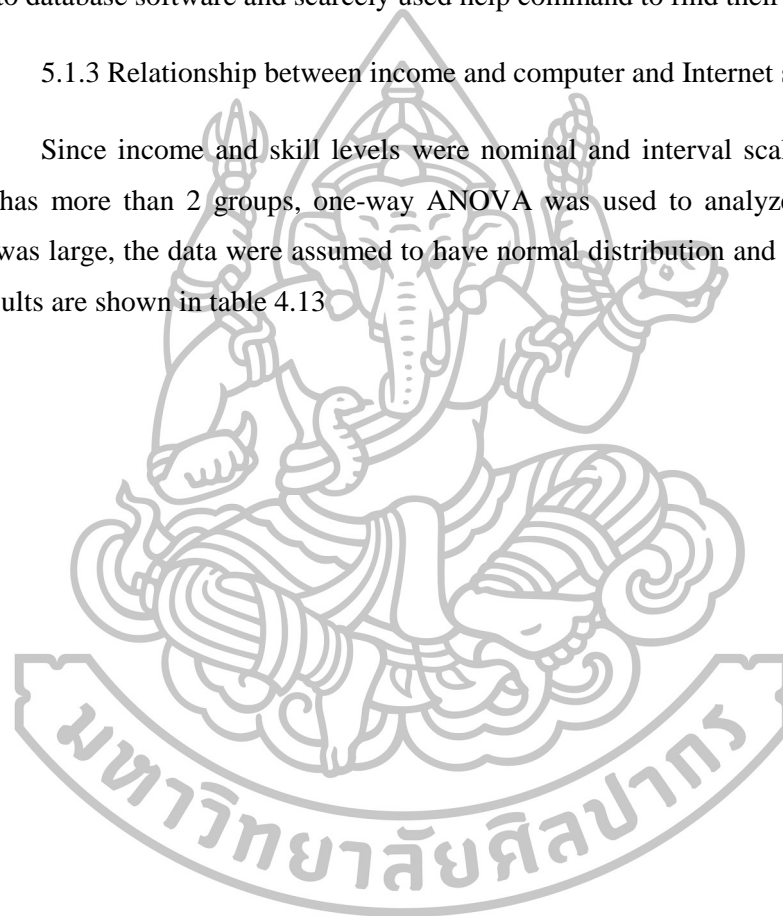 to database software and scarcely used help command to find their
5.1.3 Relationship between income and computer and Internet
Since income and skill levels were nominal and interval
has more than 2 groups, one-way ANOVA was used to analyze
was large, the data were assumed to have normal distribution and
ults are shown in table 4.13
มหาวิทยาลัยศิลปากร